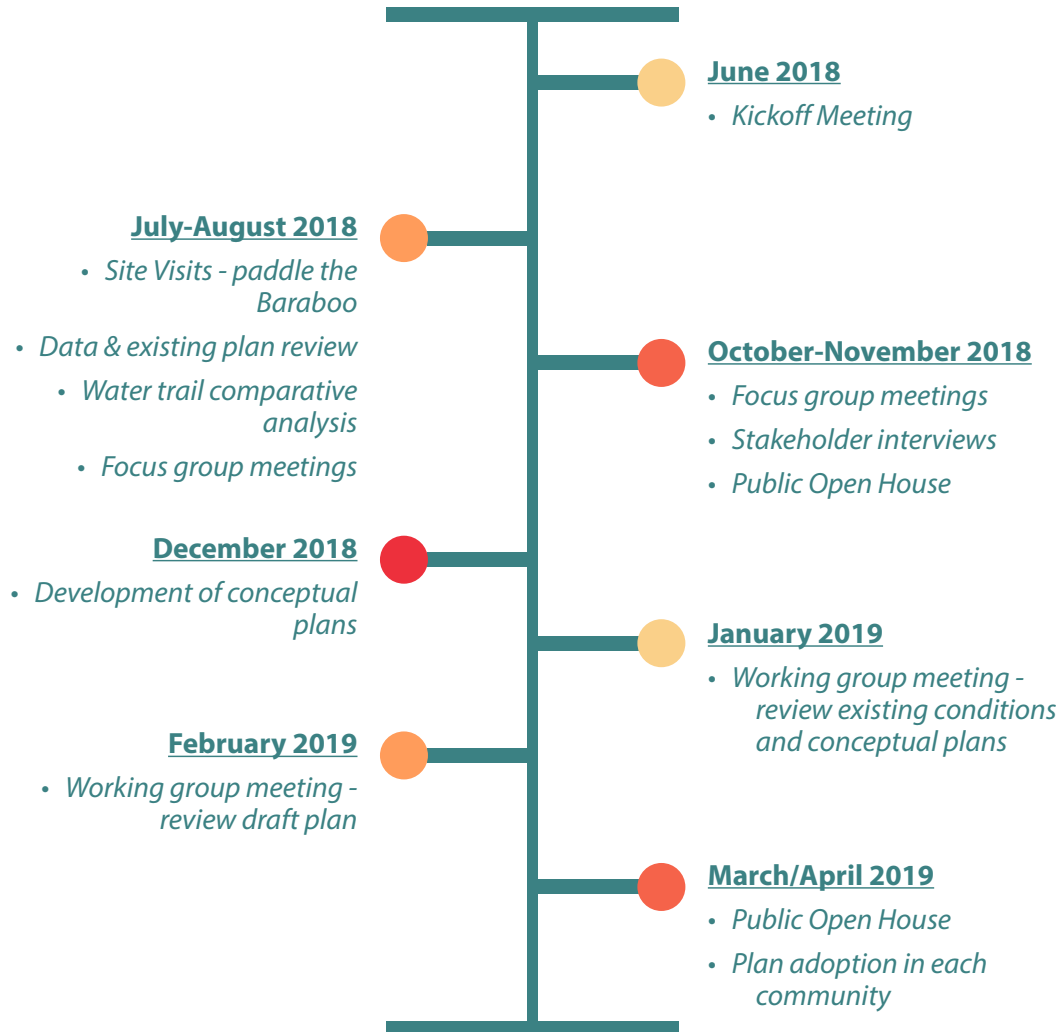 June 2018
• Kickoff Meeting
July-August 2018
• Site Visits - paddle the
Baraboo
• Data & existing plan review
• Water trail comparative
analysis
• Focus group meetings
October-November 2018
• Focus group meetings
• Stakeholder interviews
• Public Open House
December 2018
• Development of conceptual
plans
January 2019
• Working group meeting -
review existing conditions
and conceptual plans
February 2019
• Working group meeting -
review draft plan
March/April 2019
• Public Open House
• Plan adoption in each
community